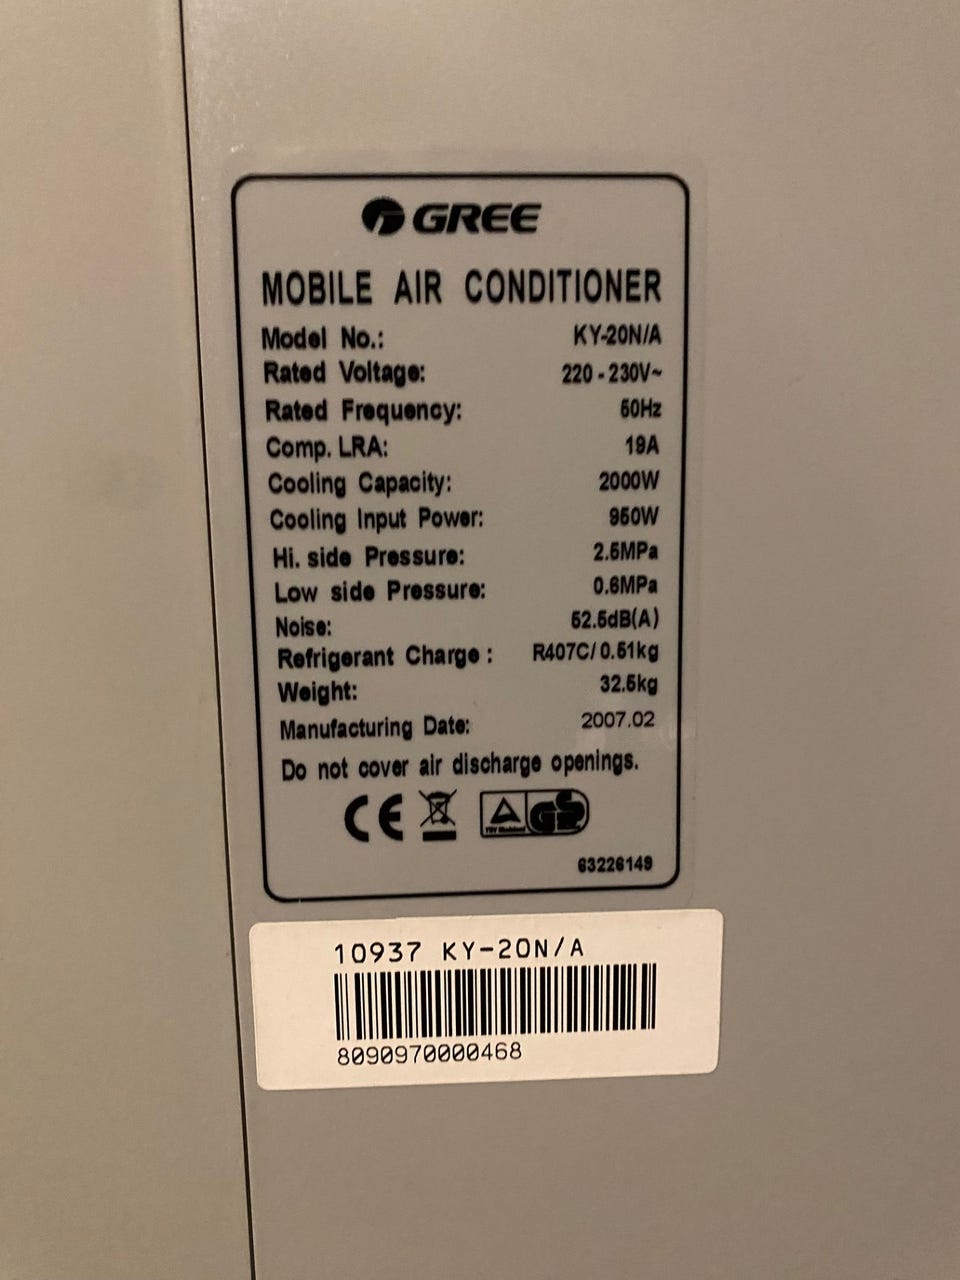 GREE
MOBILE AIR CONDITIONER
Model No.: KY-20N/A
Rated Voltage: 220 - 230V~
Rated Frequency: 50Hz
Comp. LRA: 19A
Cooling Capacity: 2000W
Cooling Input Power: 950W
Hi. side Pressure: 2.5MPa
Low side Pressure: 0.6MPa
Noise: 52.5dB(A)
Refrigerant Charge : R407C/ 0.51kg
Weight: 32.5kg
Manufacturing Date: 2007.02
Do not cover air discharge openings.
CE GS
63226149
10937 KY-20N/A
8090970000468